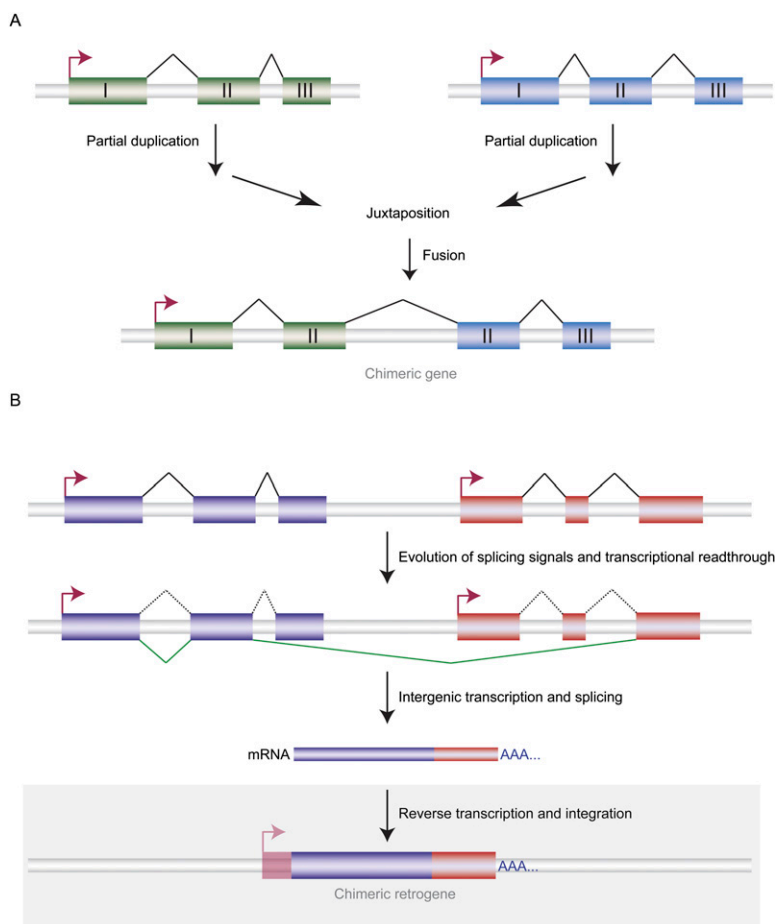 A
I II III I II III
Partial duplication Partial duplication
Juxtaposition
Fusion
I II II III
Chimeric gene
B
Evolution of splicing signals and transcriptional readthrough
Intergenic transcription and splicing
mRNA AAA...
Reverse transcription and integration
AAA...
Chimeric retrogene